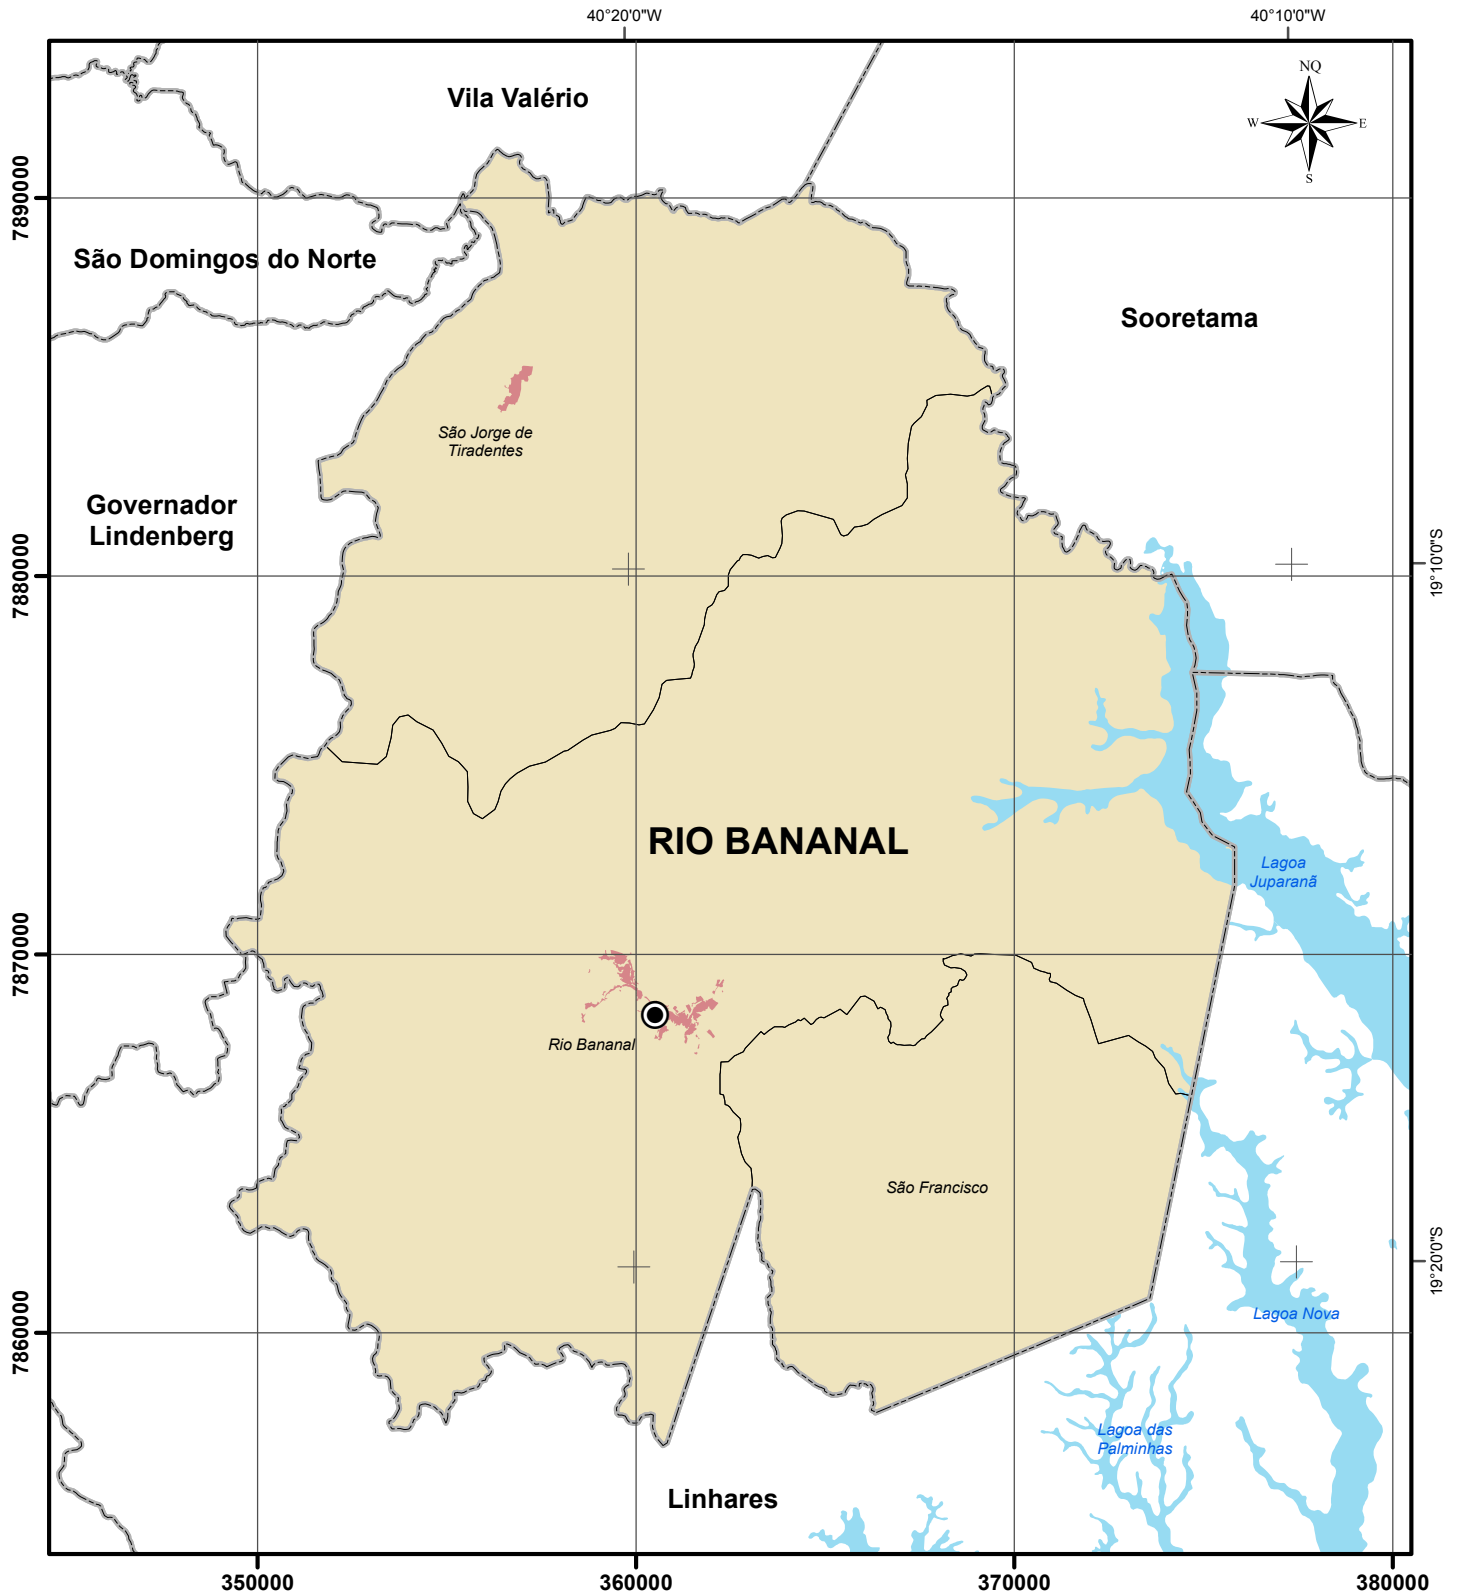 40°20'0"W
40°10'0"W
NQ
W
E
S
Vila Valério
7890000
São Domingos do Norte
Sooretama
São Jorge de
Tiradentes
Governador
Lindenberg
7880000
19°10'0"S
RIO BANANAL
Lagoa
Juparanã
7870000
Rio Bananal
São Francisco
19°20'0"S
Lagoa Nova
7860000
Lagoa das
Palminhas
Linhares
350000
360000
370000
380000